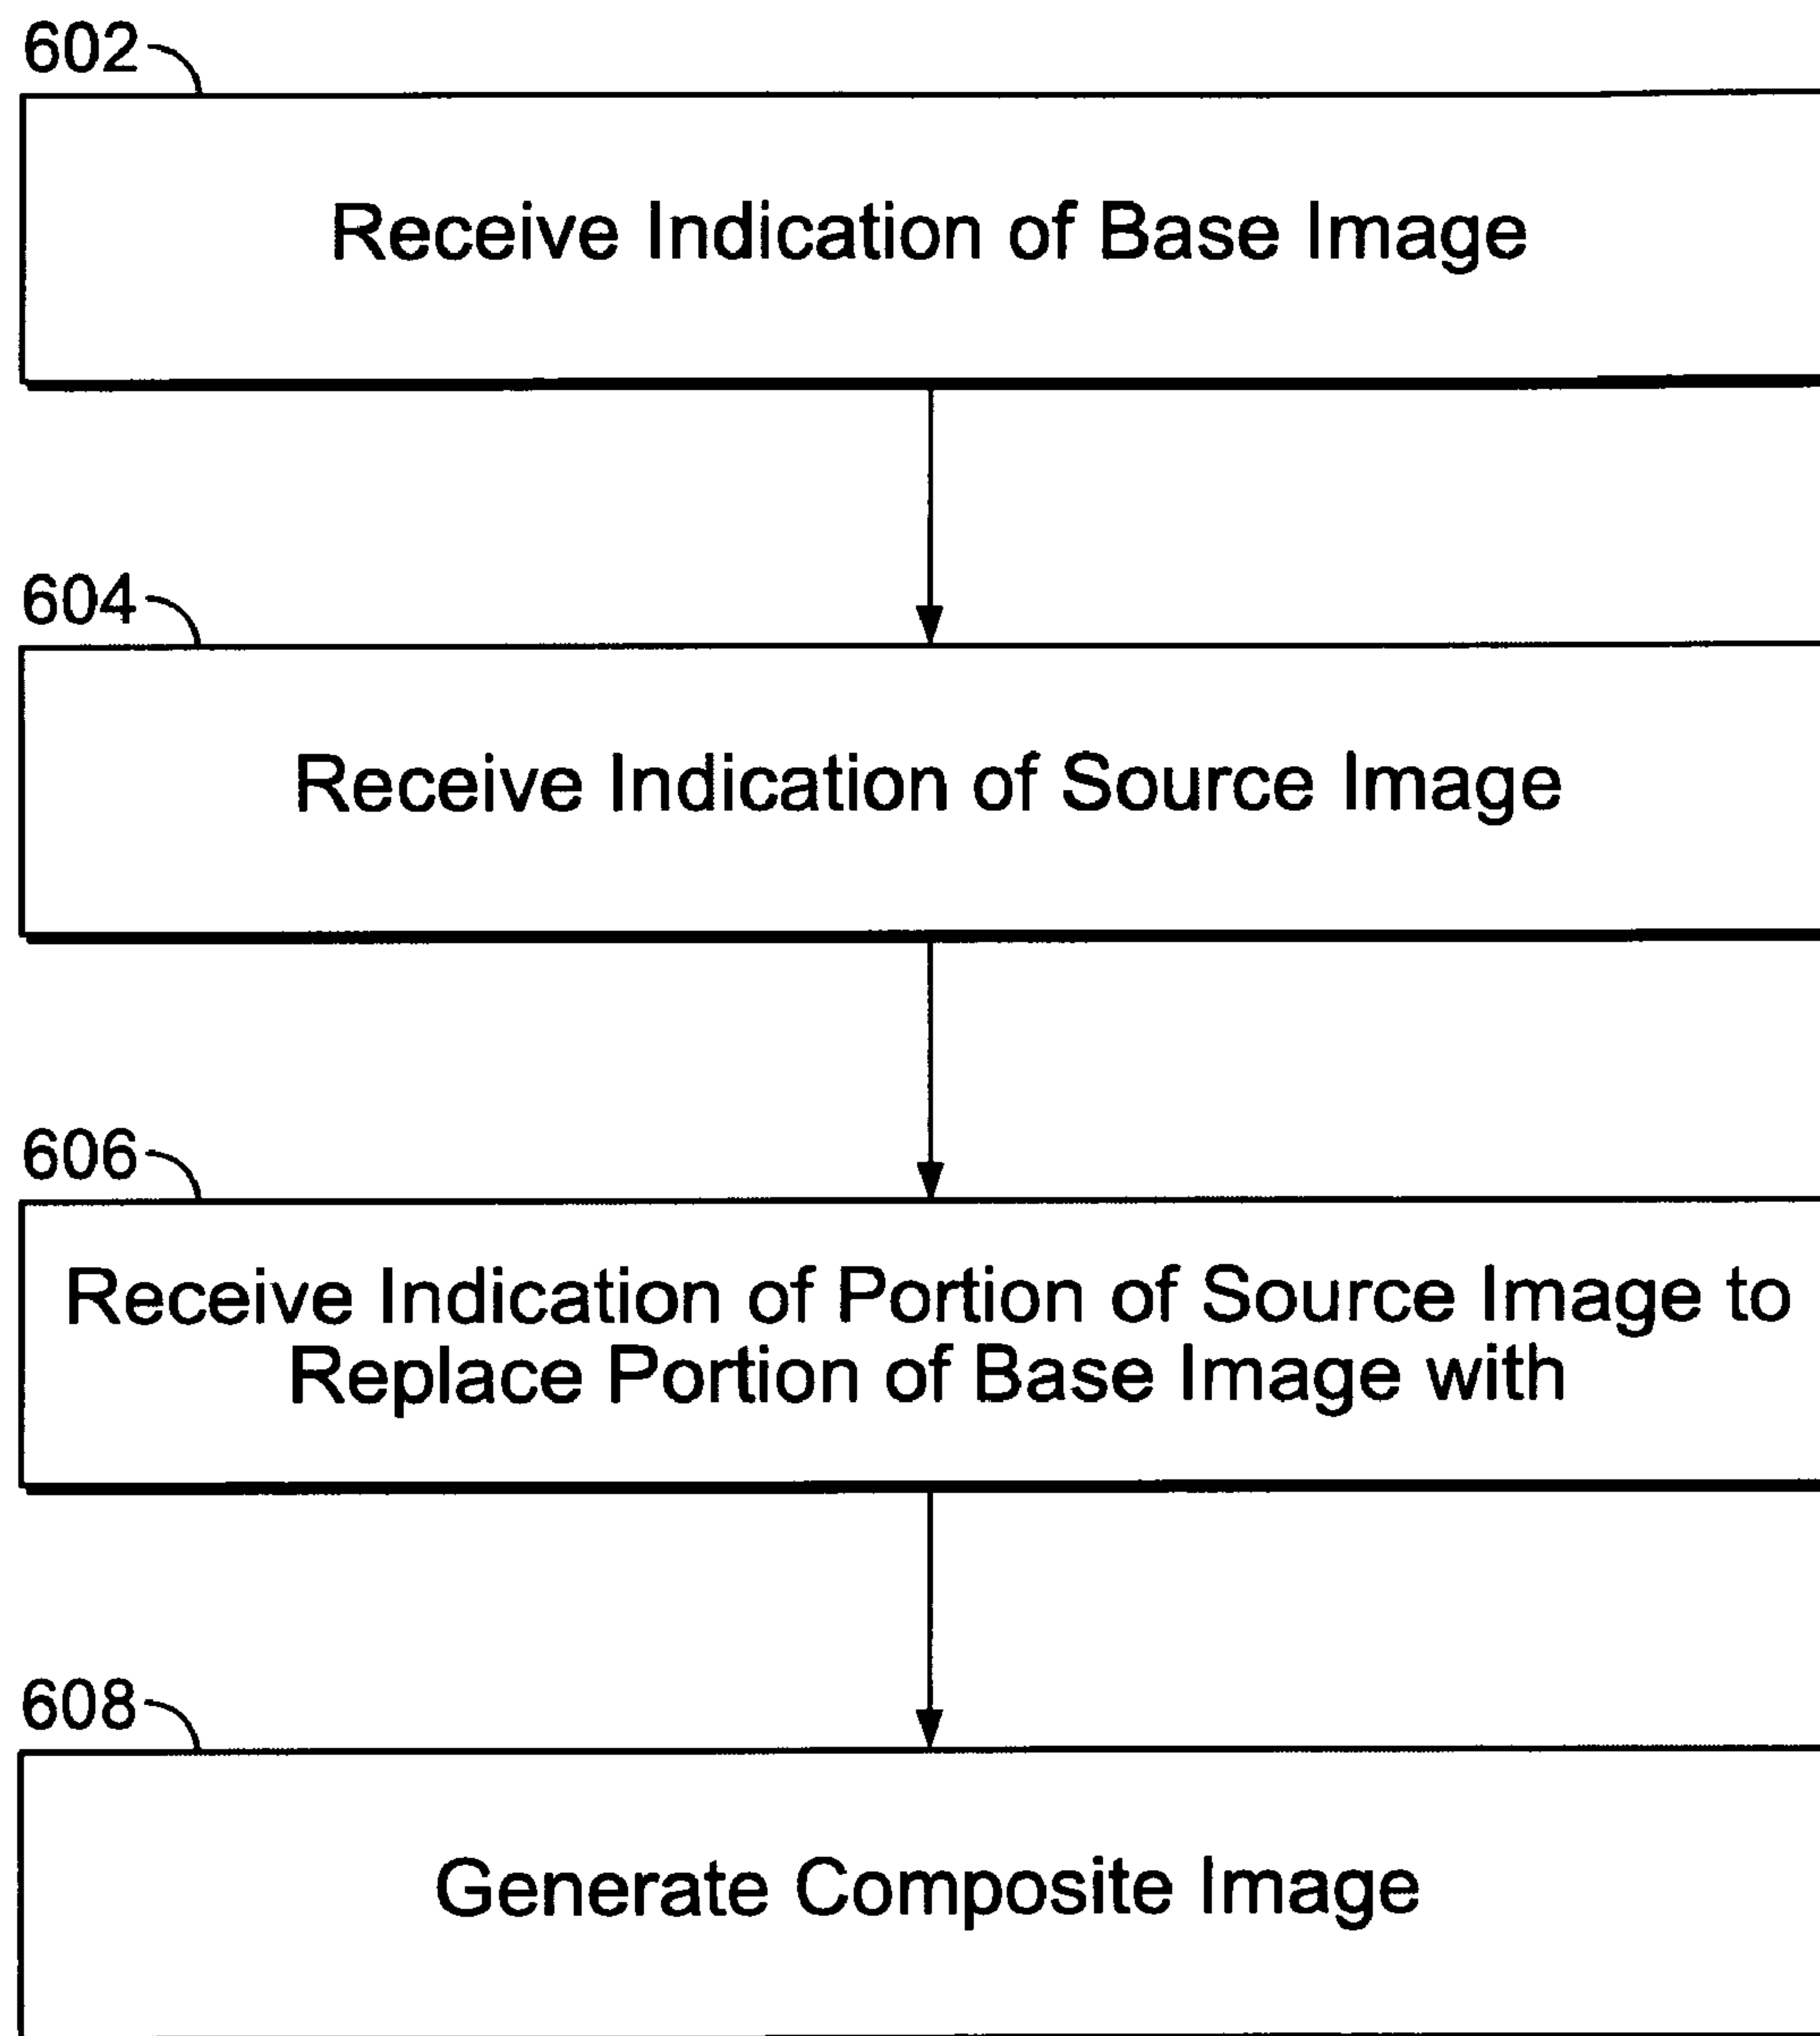 602
Receive Indication of Base Image
604
Receive Indication of Source Image
606
Receive Indication of Portion of Source Image to
Replace Portion of Base Image with
608
Generate Composite Image